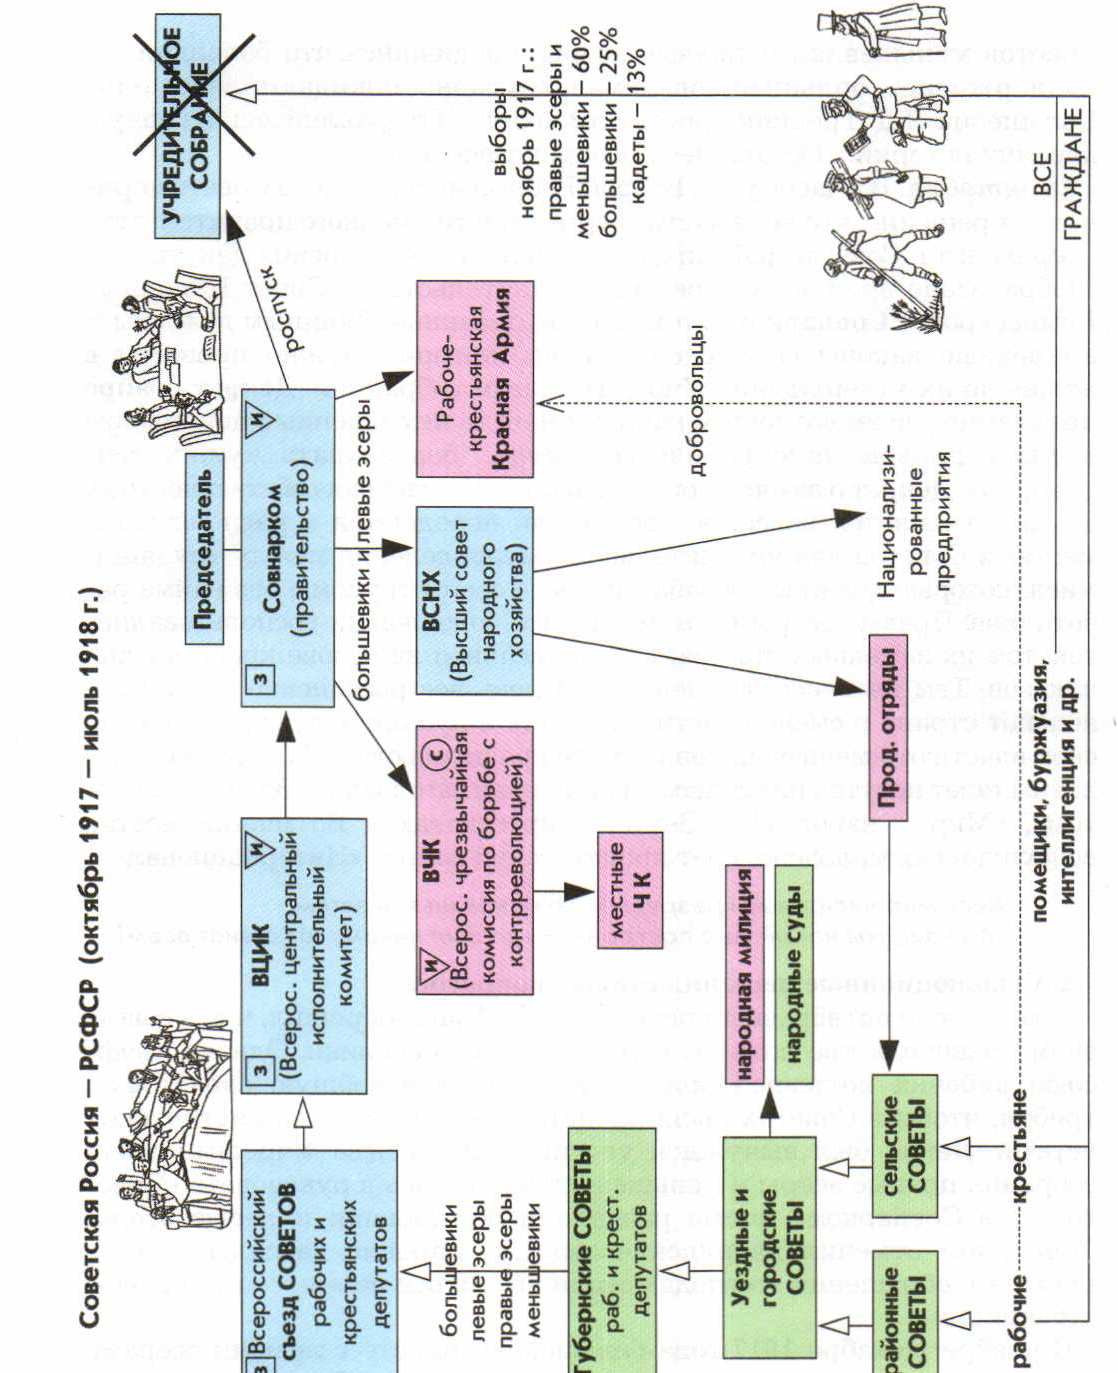 Советская Россия — РСФСР (октябрь 1917 — июль 1918 г.)
З
Всероссийский
съезд СОВЕТОВ
рабочих и
крестьянских
депутатов
З
ВЦИК
И
(Всерос. центральный
исполнительный
комитет)
Председатель
З
Совнарком
И
(правительство)
роспуск
УЧРЕДИТЕЛЬНОЕ
СОБРАНИЕ
большевики и левые эсеры
И
ВЧК
С
(Всерос. чрезвычайная
комиссия по борьбе с
контрреволюцией)
местные
Ч К
ВСНХ
(Высший совет
народного
хозяйства)
Рабоче-
крестьянская
Красная Армия
выборы
ноябрь 1917 г.:
правые эсеры и
меньшевики – 60%
большевики – 25%
кадеты – 13%
большевики
левые эсеры
правые эсеры
меньшевики
Губернские СОВЕТЫ
раб. и крест.
депутатов
Уездные и
городские
СОВЕТЫ
народная милиция
народные суды
добровольцы
Прод. отряды
Национализи-
рованные
предприятия
районные
СОВЕТЫ
сельские
СОВЕТЫ
рабочие
крестьяне
помещики, буржуазия,
интеллигенция и др.
ВСЕ
ГРАЖДАНЕ